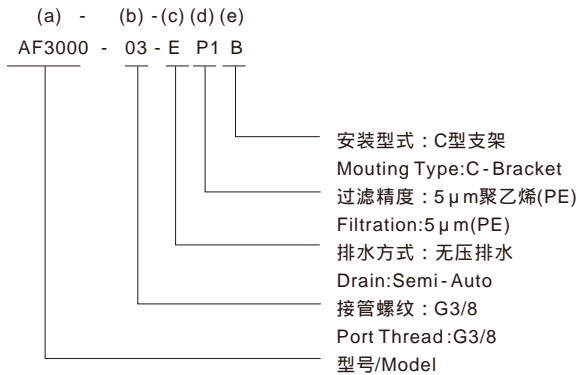 (a) - (b) - (c) (d) (e)
AF3000 - 03 - E P1 B
安装型式：C型支架
Mouting Type:C-Bracket
过滤精度：5μm聚乙烯(PE)
Filtration:5μm(PE)
排水方式：无压排水
Drain:Semi-Auto
接管螺纹：G3/8
Port Thread:G3/8
型号/Model